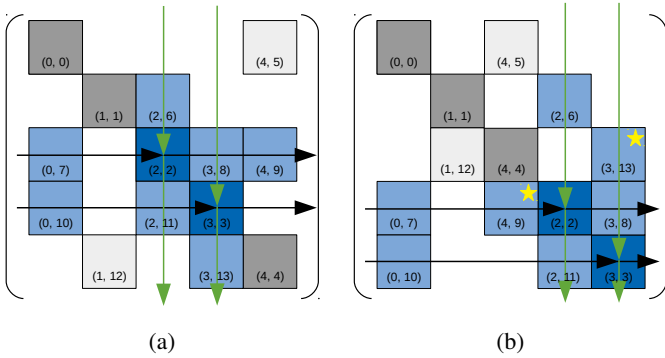 (0, 0) (4, 5)
(1, 1) (2, 6)
(0, 7) (2, 2) (3, 8) (4, 9)
(0, 10) (2, 11) (3, 3)
(1, 12) (3, 13) (4, 4)
(a)
(0, 0) (4, 5)
(1, 1) (2, 6)
(1, 12) (4, 4) (3, 13)
(0, 7) (4, 9) (2, 2) (3, 8)
(0, 10) (2, 11) (3, 3)
(b)